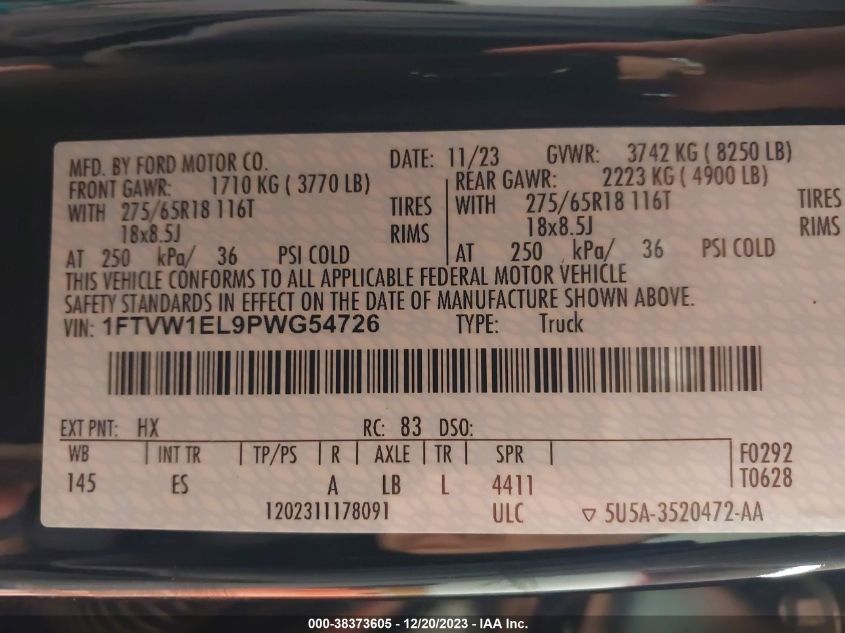 MFD. BY FORD MOTOR CO. DATE: 11/23 GVWR: 3742 KG ( 8250 LB)
FRONT GAWR: 1710 KG ( 3770 LB) REAR GAWR: 2223 KG ( 4900 LB)
WITH 275/65R18 116T TIRES WITH 275/65R18 116T TIRES
18x8.5J RIMS 18x8.5J RIMS
AT 250 kPa/ 36 PSI COLD AT 250 kPa/ 36 PSI COLD
THIS VEHICLE CONFORMS TO ALL APPLICABLE FEDERAL MOTOR VEHICLE
SAFETY STANDARDS IN EFFECT ON THE DATE OF MANUFACTURE SHOWN ABOVE.
VIN: 1FTVW1EL9PWG54726 TYPE: Truck
EXT PNT: HX RC: 83 DSO:
WB INT TR TP/PS R AXLE TR SPR F0292
145 ES A LB L 4411 T0628
1202311178091 ULC ▽ 5U5A-3520472-AA
000-38373605 - 12/20/2023 - IAA Inc.